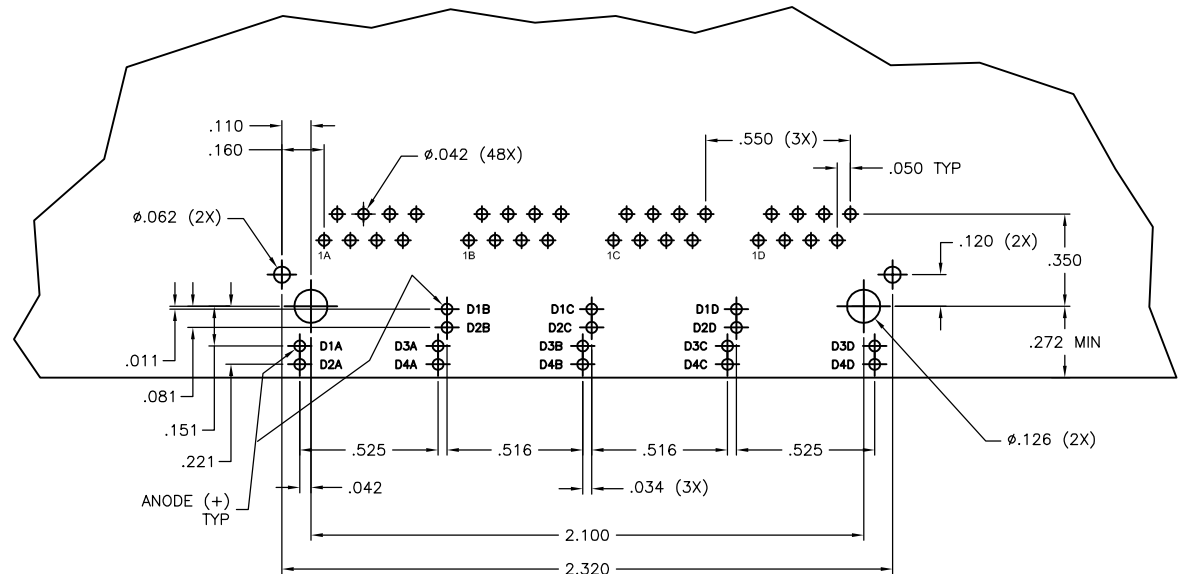 .110
.160
ø.042 (48X)
.550 (3X)
.050 TYP
ø.062 (2X)
1A
1B
1C
1D
.120 (2X)
.350
D1B
D1C
D1D
D2B
D2C
D2D
.011
D1A
D3A
D3B
D3C
D3D
.272 MIN
D2A
D4A
D4B
D4C
D4D
.081
.151
.221
.525
.516
.516
.525
ø.126 (2X)
ANODE (+)
TYP
.042
.034 (3X)
2.100
2.320